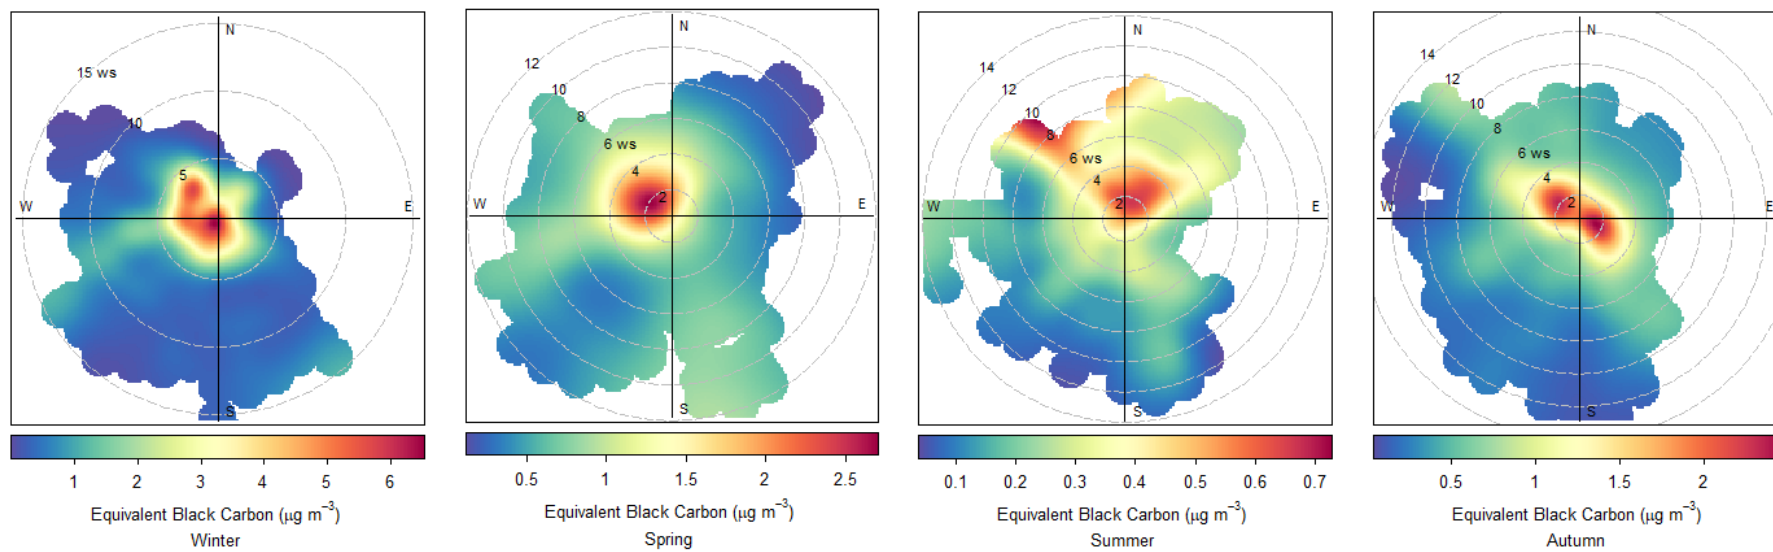 N
15 ws
10
5
W
E
S
1 2 3 4 5 6
Equivalent Black Carbon (μg m⁻³)
Winter
N
12
10
8
6 ws
4
2
W
E
S
0.5 1 1.5 2 2.5
Equivalent Black Carbon (μg m⁻³)
Spring
N
14
12
10
8
6 ws
4
2
W
E
S
0.1 0.2 0.3 0.4 0.5 0.6 0.7
Equivalent Black Carbon (μg m⁻³)
Summer
N
14
12
10
8
6 ws
4
2
W
E
S
0.5 1 1.5 2
Equivalent Black Carbon (μg m⁻³)
Autumn